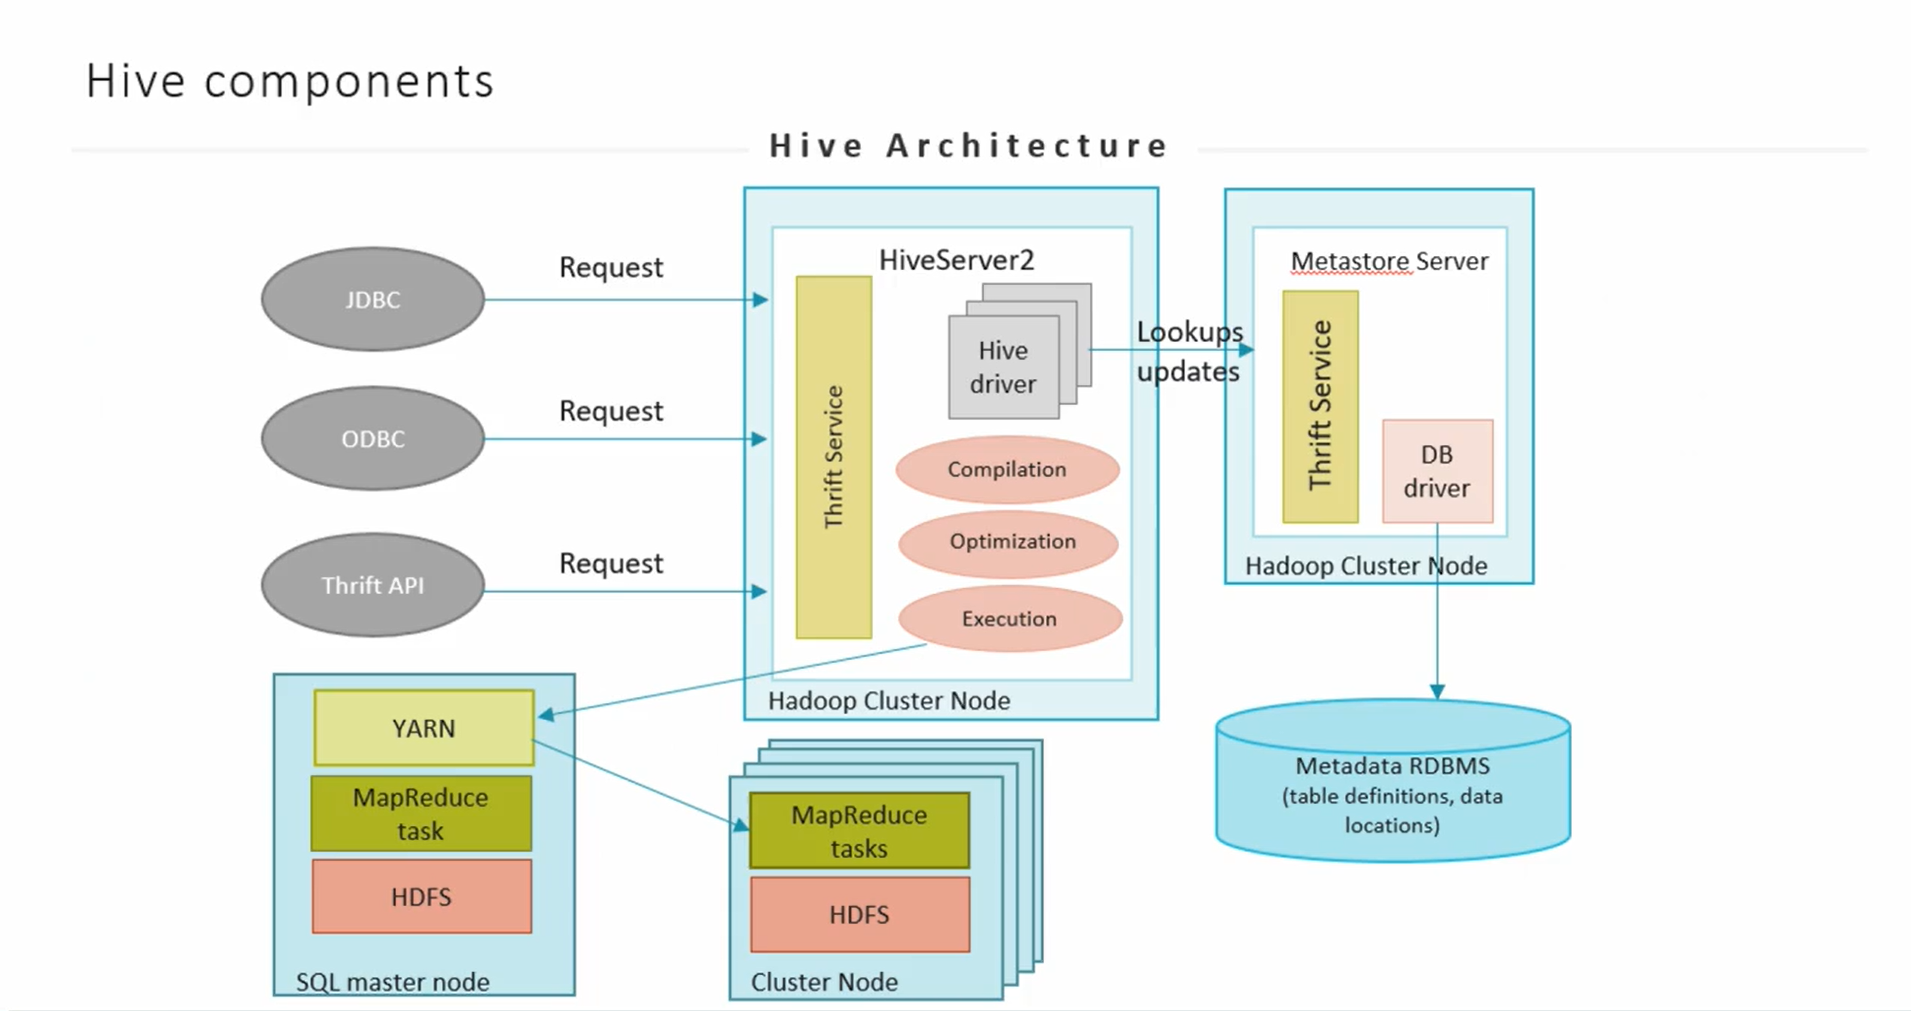 Hive components
Hive Architecture
JDBC
Request
ODBC
Request
Thrift API
Request
HiveServer2
Thrift Service
Hive
driver
Compilation
Optimization
Execution
Hadoop Cluster Node
Lookups
updates
Metastore Server
Thrift Service
DB
driver
Hadoop Cluster Node
YARN
MapReduce
task
HDFS
SQL master node
MapReduce
tasks
HDFS
Cluster Node
Metadata RDBMS
(table definitions, data
locations)